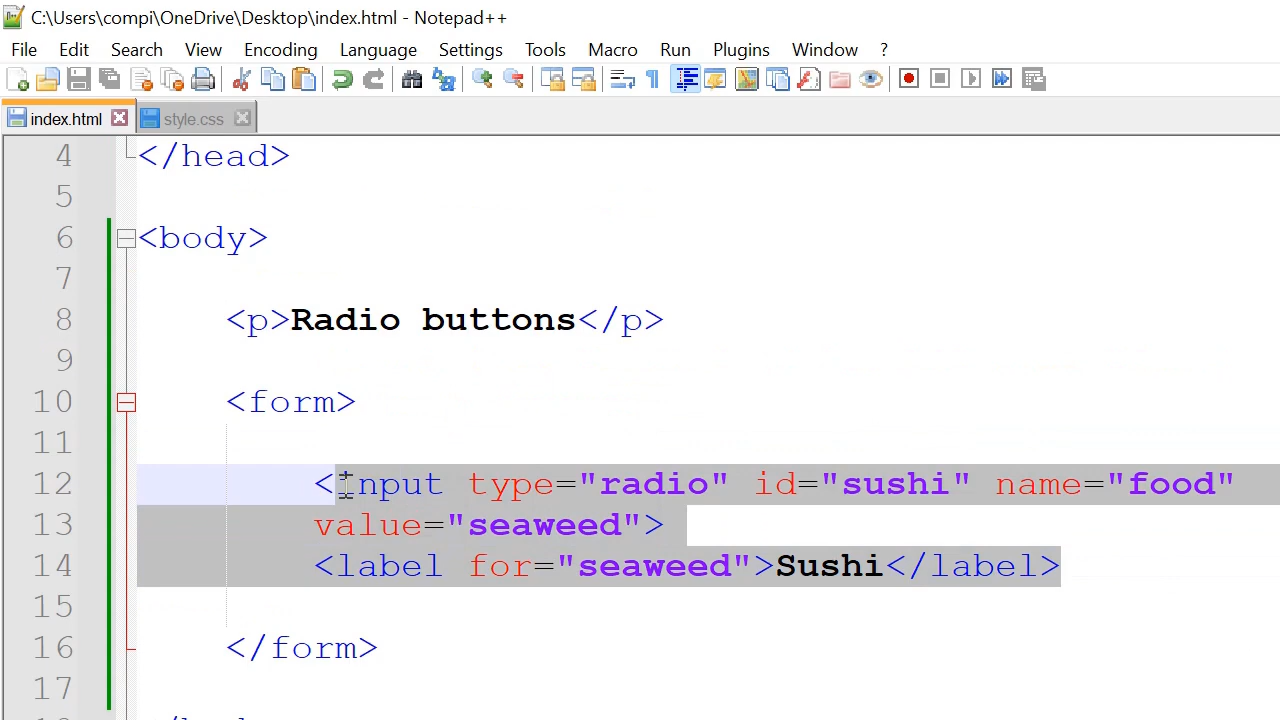 C:\Users\compi\OneDrive\Desktop\index.html - Notepad++
File Edit Search View Encoding Language Settings Tools Macro Run Plugins Window ?
index.html style.css
4 </head>
5
6 <body>
7
8 <p>Radio buttons</p>
9
10 <form>
11
12 <input type="radio" id="sushi" name="food"
13 value="seaweed">
14 <label for="seaweed">Sushi</label>
15
16 </form>
17